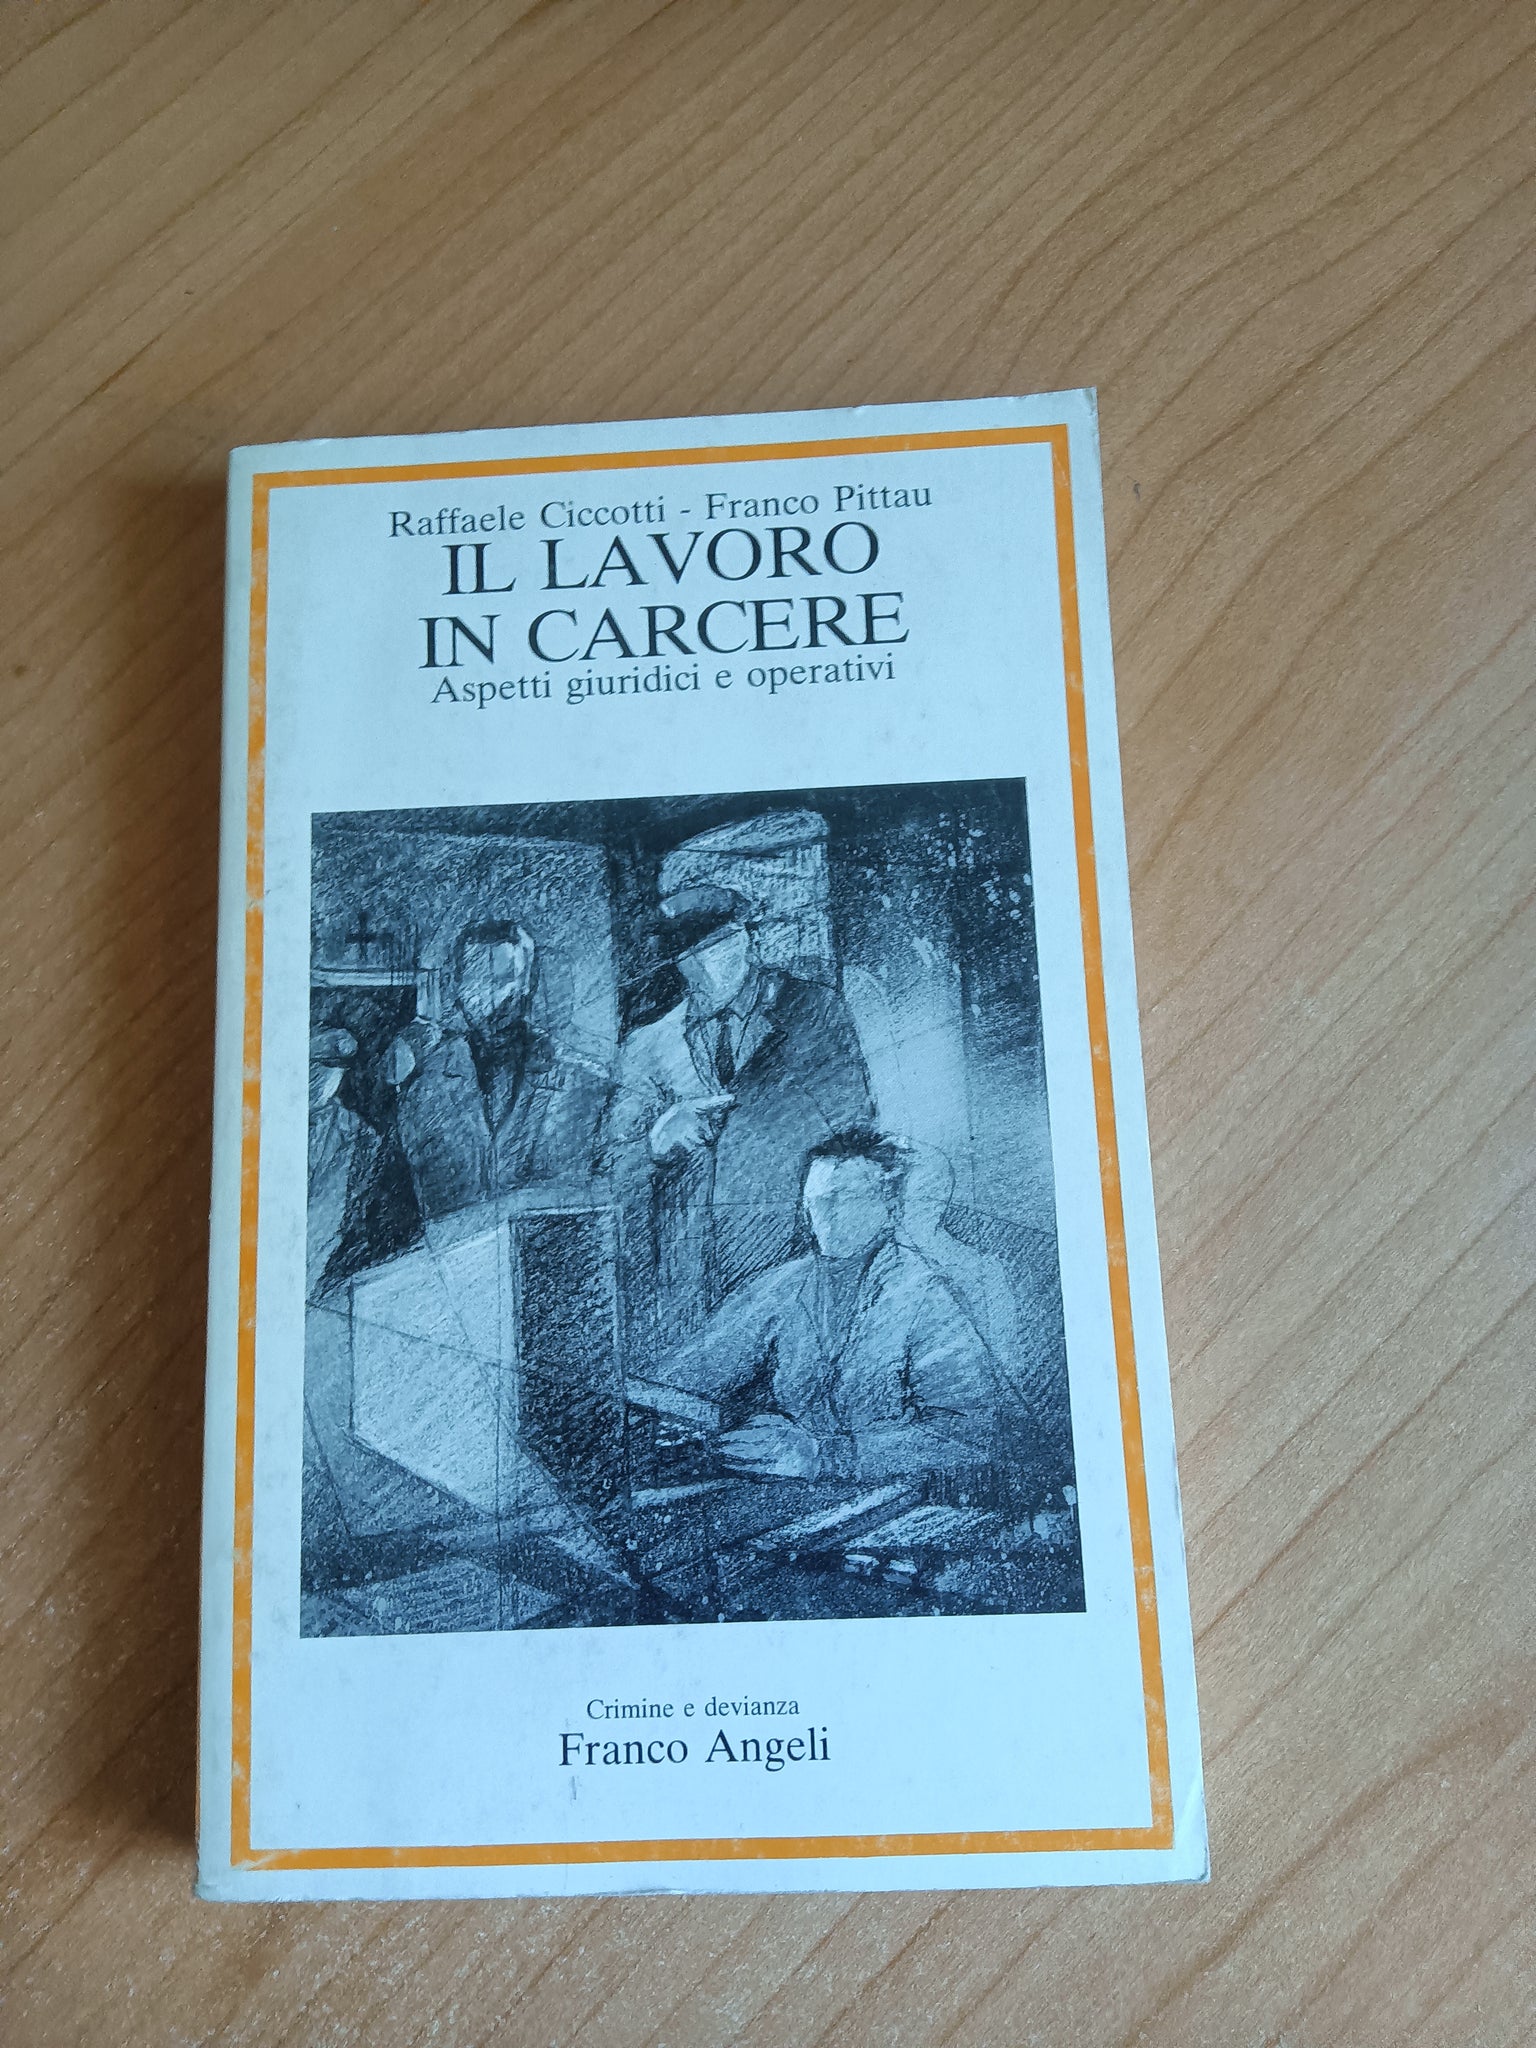 Raffaele Ciccotti - Franco Pittau
IL LAVORO
IN CARCERE
Aspetti giuridici e operativi
Crimine e devianza
Franco Angeli